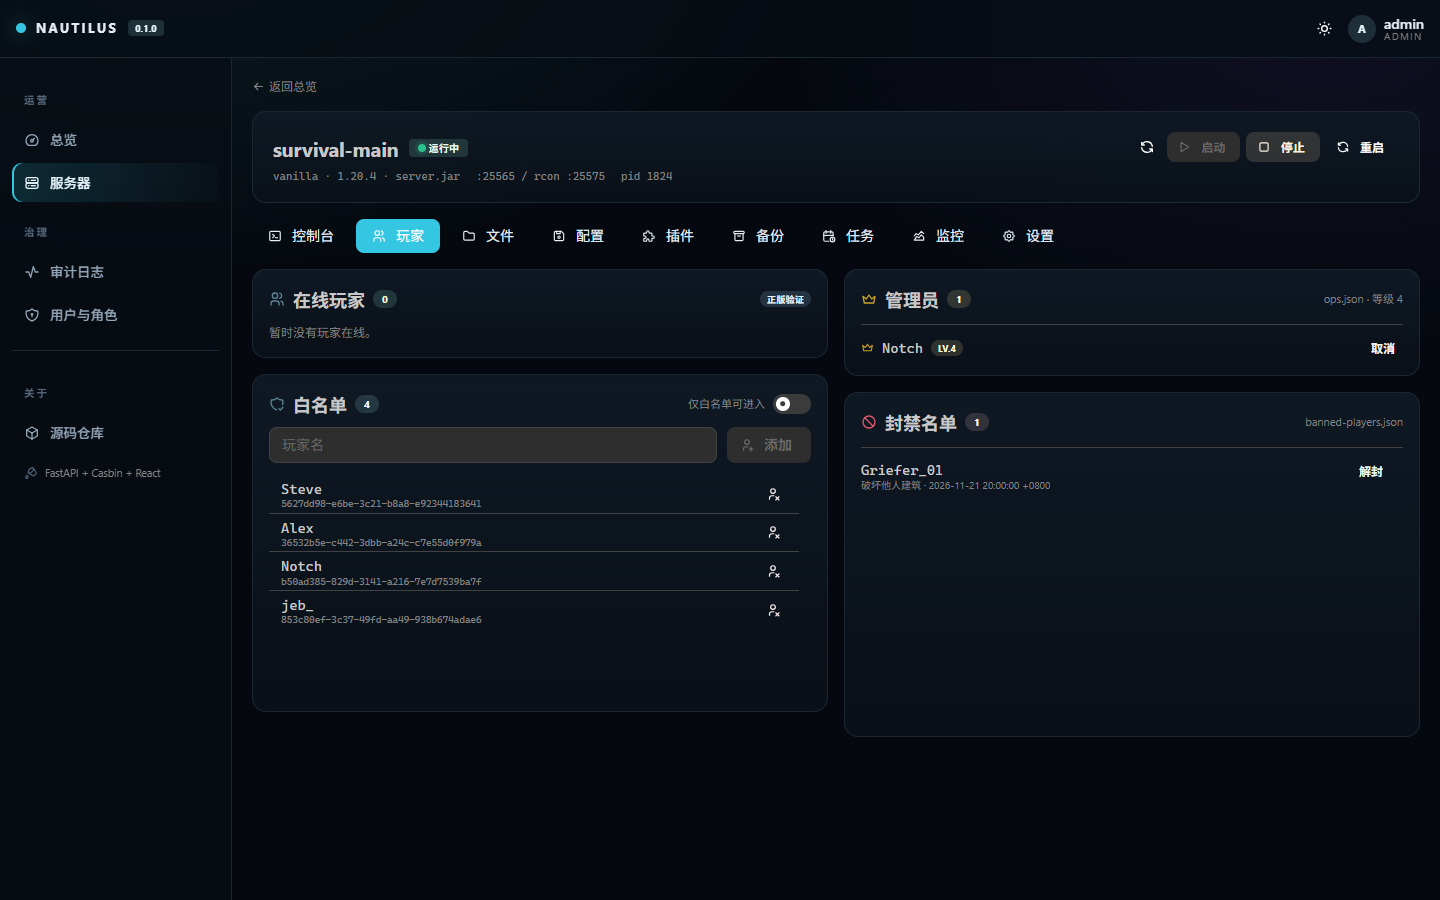 NAUTILUS 0.1.0
A admin
ADMIN
运营
总览
服务器
治理
审计日志
用户与角色
关于
源码仓库
FastAPI + Casbin + React
← 返回总览
survival-main 运行中
vanilla · 1.20.4 · server.jar :25565 / rcon :25575 pid 1824
启动 停止 重启
控制台 玩家 文件 配置 插件 备份 任务 监控 设置
在线玩家 0 正版验证
暂时没有玩家在线。
白名单 4 仅白名单可进入
玩家名 添加
Steve
5627dd98-e6be-3c21-b8a8-e92344183641
Alex
36532b5e-c442-3dbb-a24c-c7e55d0f979a
Notch
b50ad385-829d-3141-a216-7e7d7539ba7f
jeb_
853c80ef-3c37-49fd-aa49-938b674adae6
管理员 1 ops.json · 等级 4
Notch LV.4 取消
封禁名单 1 banned-players.json
Griefer_01 解封
破坏他人建筑 · 2026-11-21 20:00:00 +0800